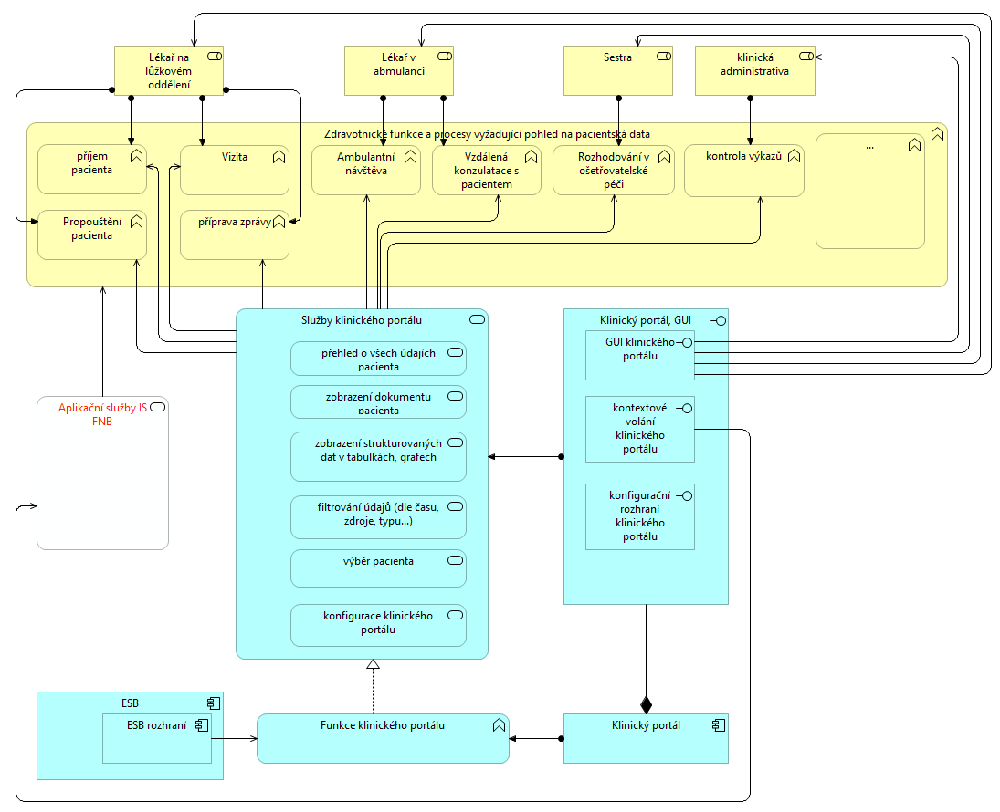 Lékař na
lůžkovém
oddělení
Lékař v
abmulanci
Sestra
klinická
administrativa
Zdravotnické funkce a procesy vyžadující pohled na pacientská data
příjem
pacienta
Vizita
Ambulantní
návštěva
Vzdálená
konzulatace s
pacientem
Rozhodování v
ošetřovatelské
péči
kontrola výkazů
...
Propouštění
pacienta
příprava zprávy
Služby klinického portálu
přehled o všech údajích
pacienta
zobrazení dokumentu
pacienta
zobrazení strukturovaných
dat v tabulkách, grafech
filtrování údajů (dle času,
zdroje, typu...)
výběr pacienta
konfigurace klinického
portálu
Klinický portál, GUI
GUI klinického
portálu
kontextové
volání
klinického
portálu
konfigurační
rozhraní
klinického
portálu
Aplikační služby IS
FNB
ESB
ESB rozhraní
Funkce klinického portálu
Klinický portál